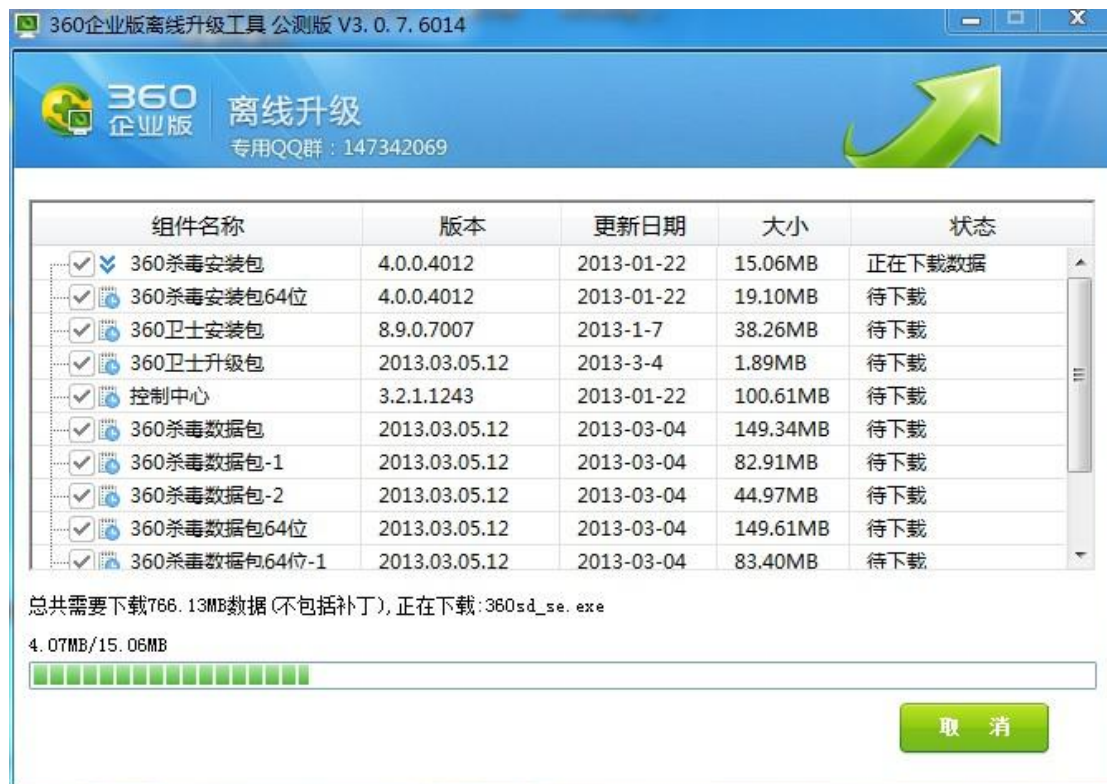 360企业版离线升级工具 公测版 V3.0.7.6014
360
企业版
离线升级
专用QQ群：147342069
组件名称 版本 更新日期 大小 状态
360杀毒安装包 4.0.0.4012 2013-01-22 15.06MB 正在下载数据
360杀毒安装包64位 4.0.0.4012 2013-01-22 19.10MB 待下载
360卫士安装包 8.9.0.7007 2013-1-7 38.26MB 待下载
360卫士升级包 2013.03.05.12 2013-3-4 1.89MB 待下载
控制中心 3.2.1.1243 2013-01-22 100.61MB 待下载
360杀毒数据包 2013.03.05.12 2013-03-04 149.34MB 待下载
360杀毒数据包-1 2013.03.05.12 2013-03-04 82.91MB 待下载
360杀毒数据包-2 2013.03.05.12 2013-03-04 44.97MB 待下载
360杀毒数据包64位 2013.03.05.12 2013-03-04 149.61MB 待下载
360杀毒数据包64位-1 2013.03.05.12 2013-03-04 83.40MB 待下载
总共需要下载766.13MB数据(不包括补丁),正在下载:360sd_se.exe
4.07MB/15.06MB
取 消